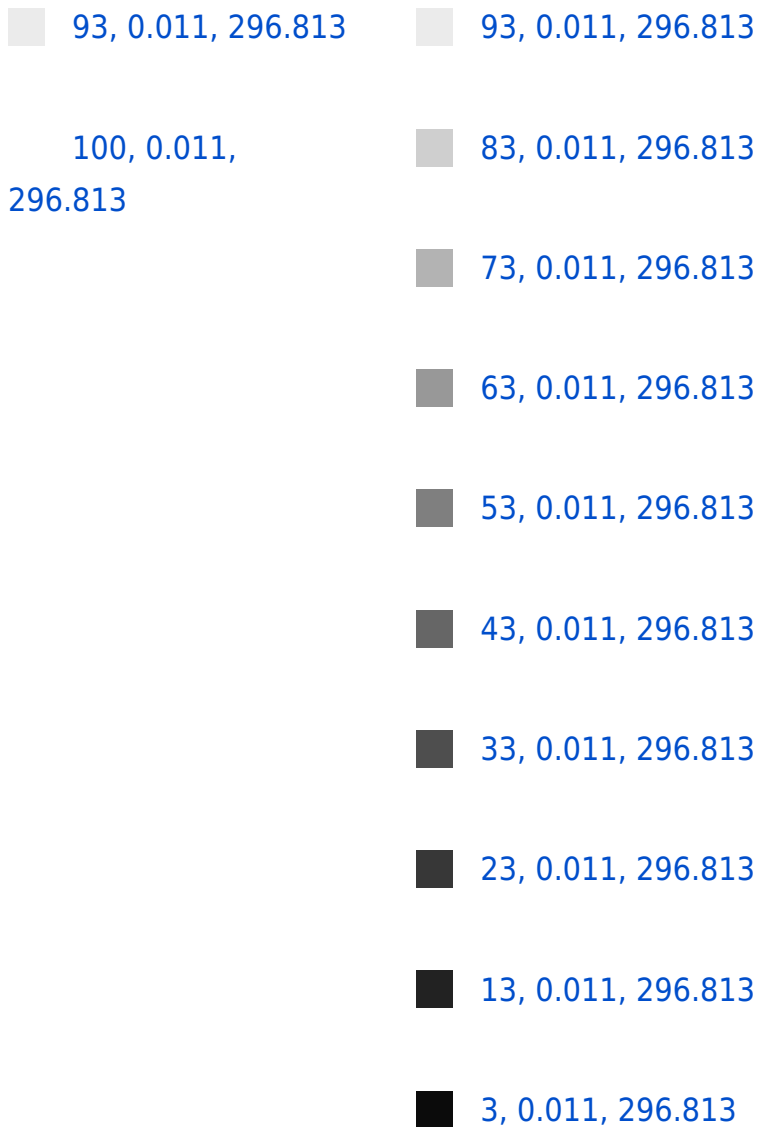 93, 0.011, 296.813
100, 0.011,
296.813
93, 0.011, 296.813
83, 0.011, 296.813
73, 0.011, 296.813
63, 0.011, 296.813
53, 0.011, 296.813
43, 0.011, 296.813
33, 0.011, 296.813
23, 0.011, 296.813
13, 0.011, 296.813
3, 0.011, 296.813